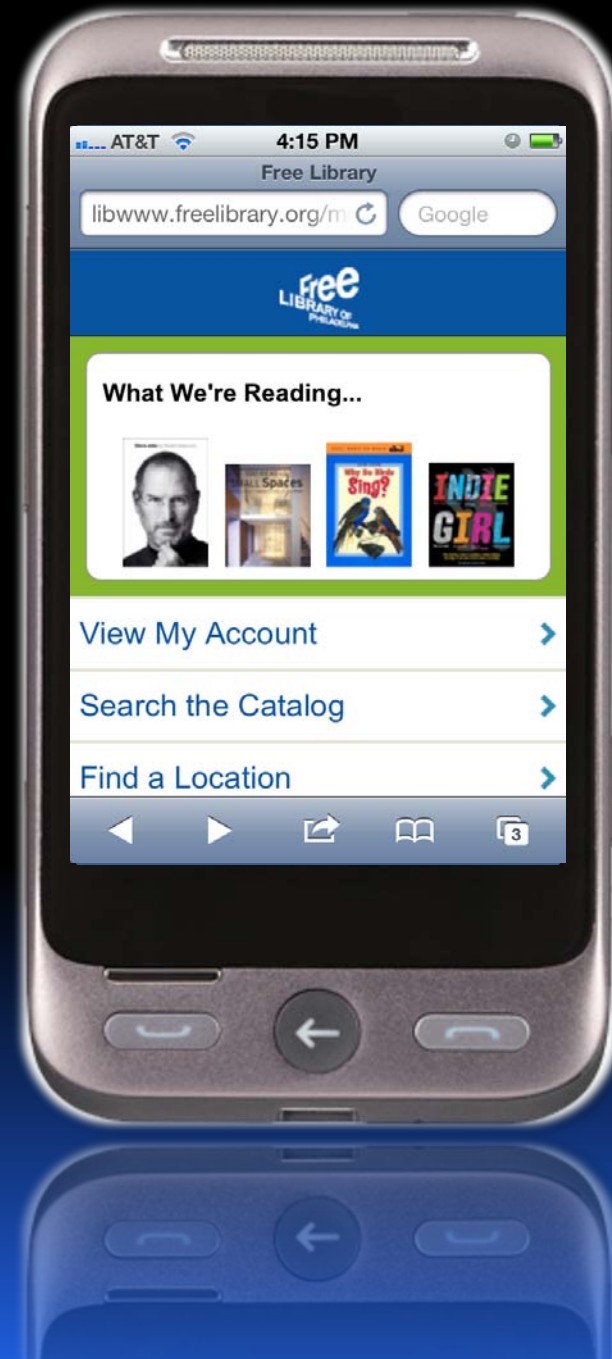 AT&T 4:15 PM
Free Library
libwww.freelibrary.org/m Google
Free
LIBRARY OF
PHILADELPHIA
What We're Reading...
SMALL Spaces
Why Do Birds
Sing?
INDIE
GIRL
View My Account
Search the Catalog
Find a Location
3